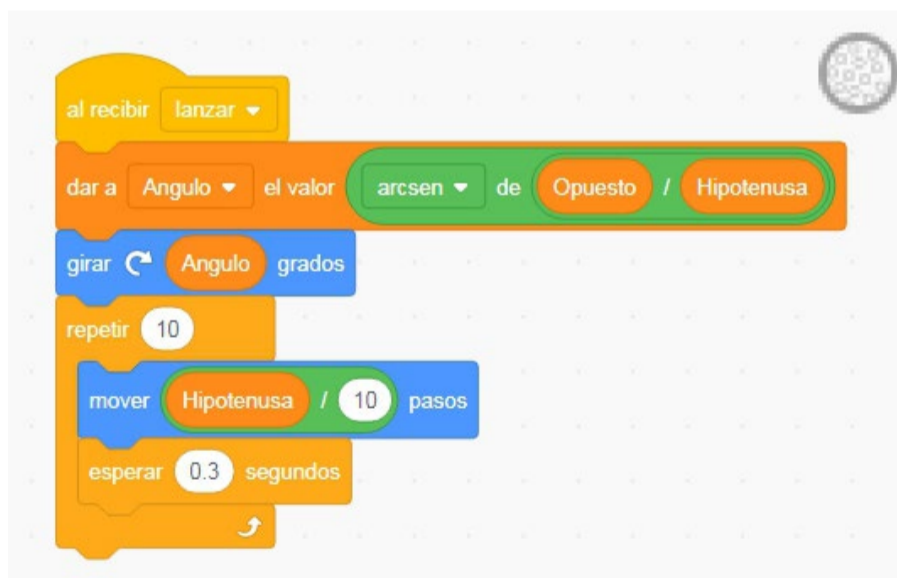 al recibir lanzar
dar a Angulo el valor arcsen de Opuesto / Hipotenusa
girar Angulo grados
repetir 10
mover Hipotenusa / 10 pasos
esperar 0.3 segundos